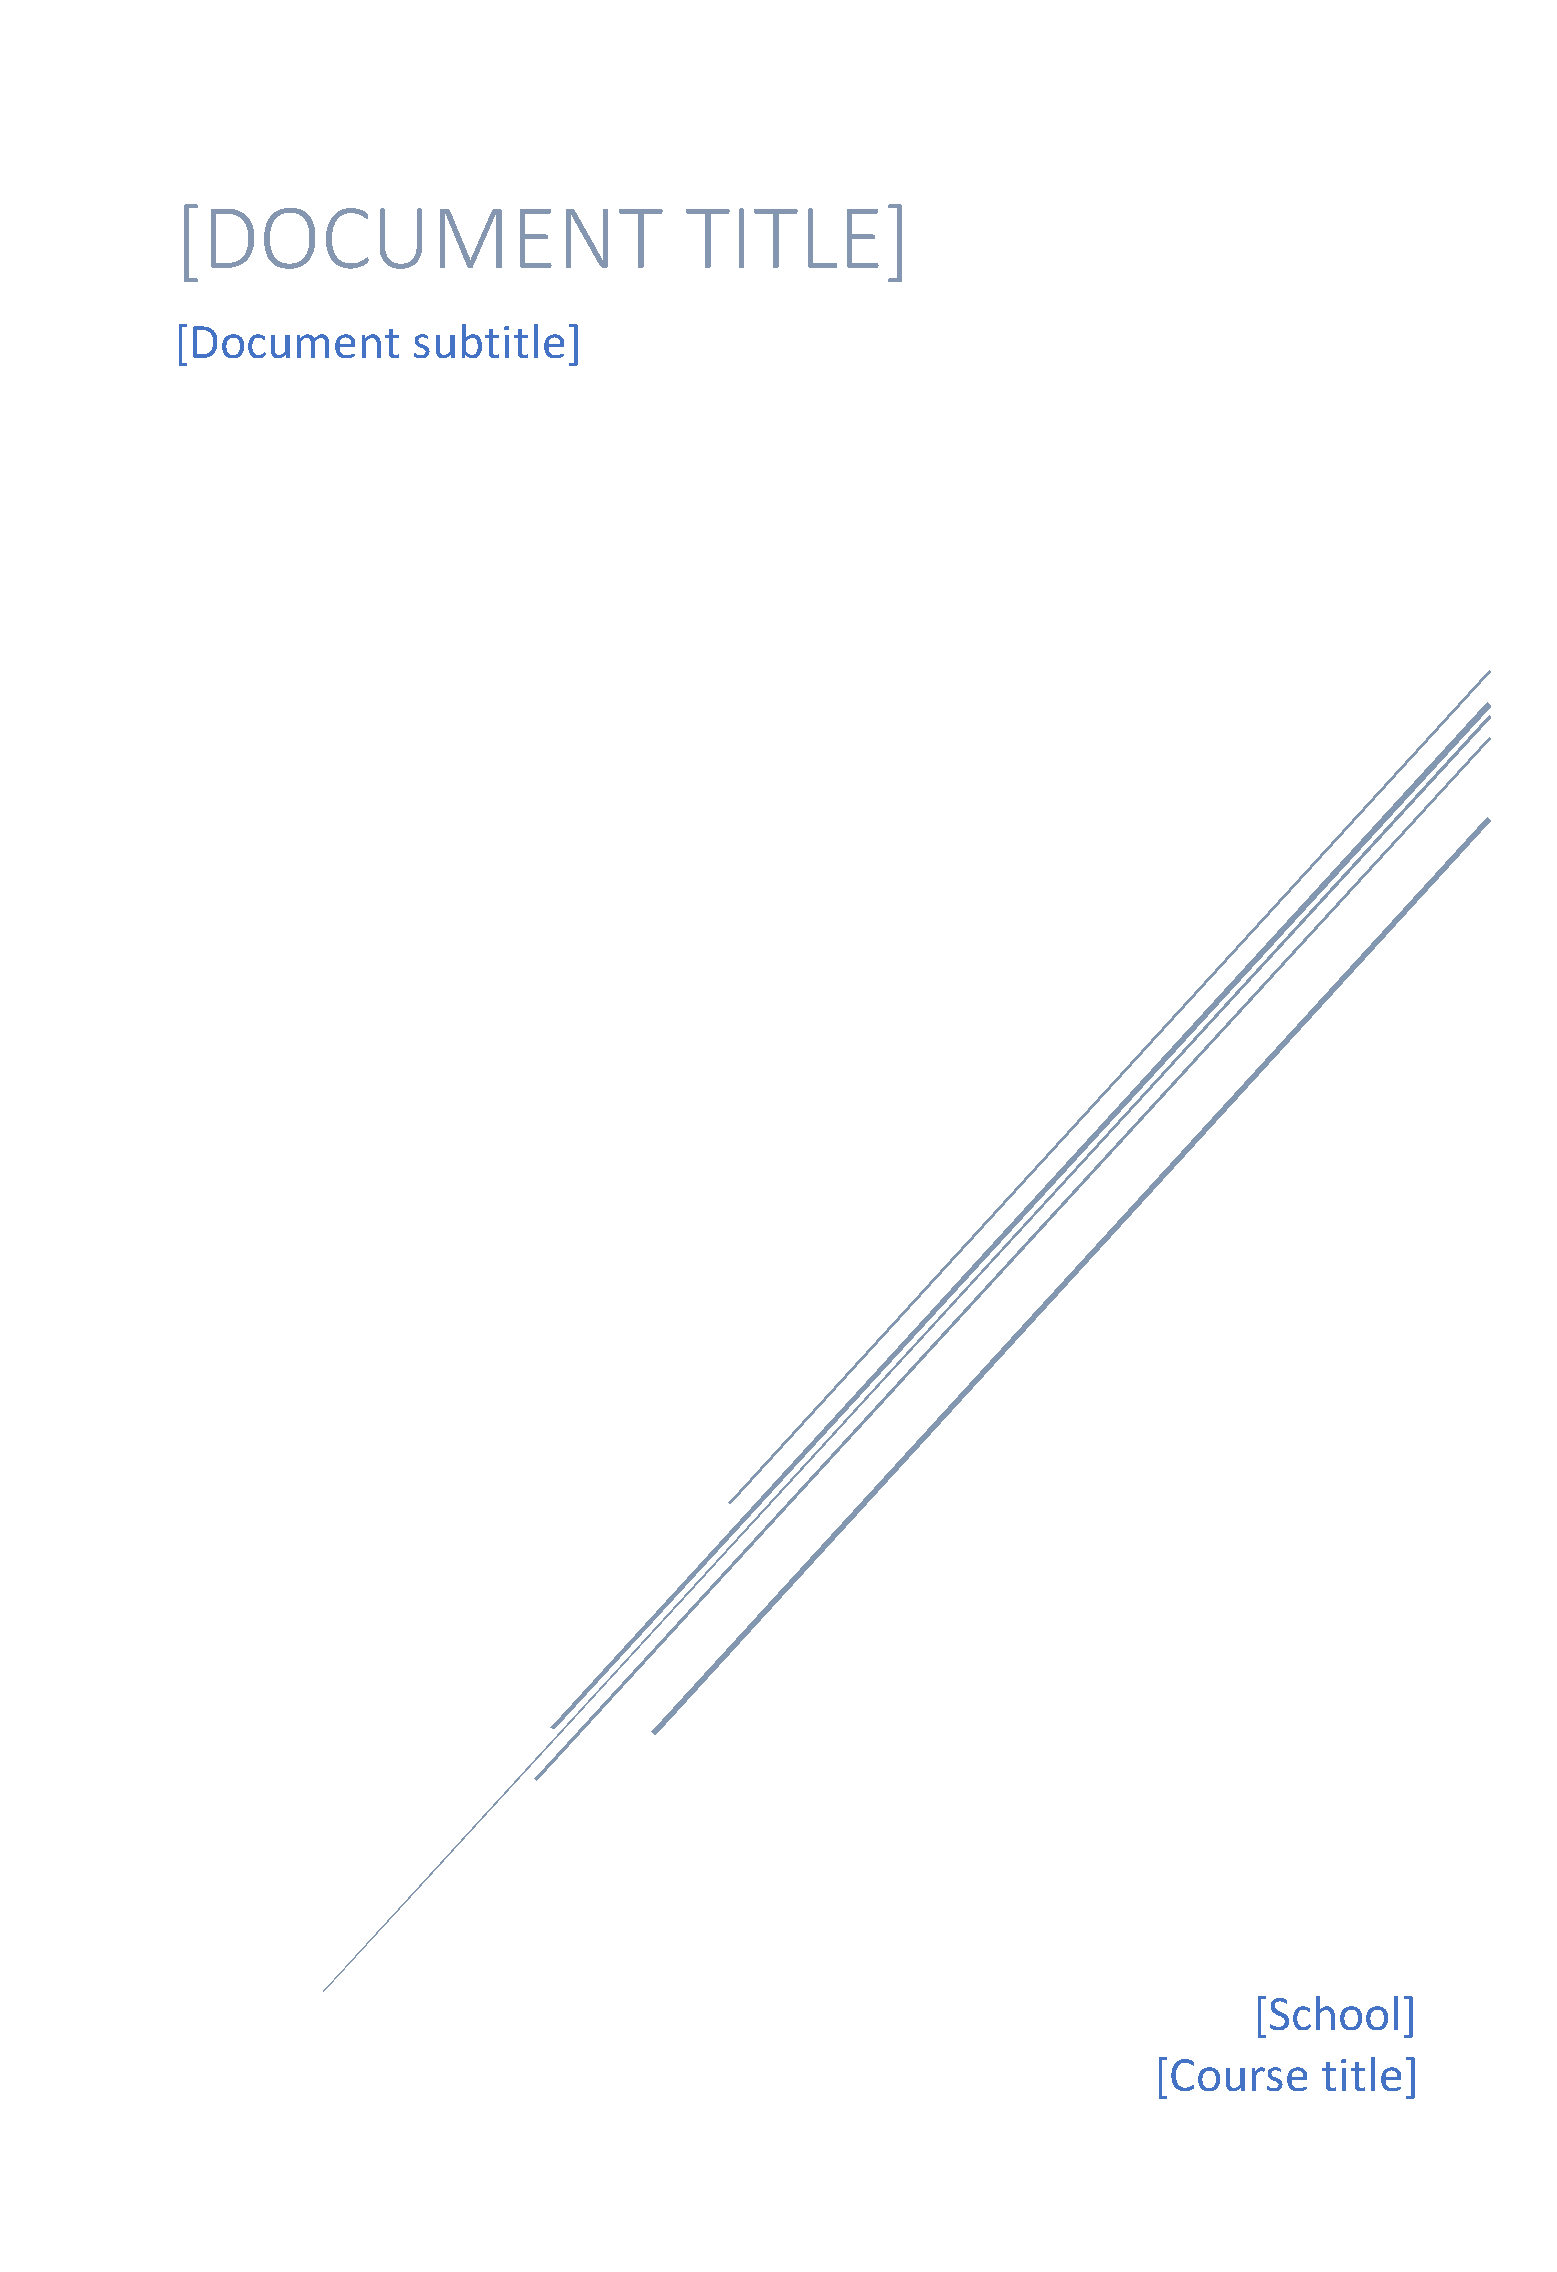 [DOCUMENT TITLE]
[Document subtitle]
[School]
[Course title]